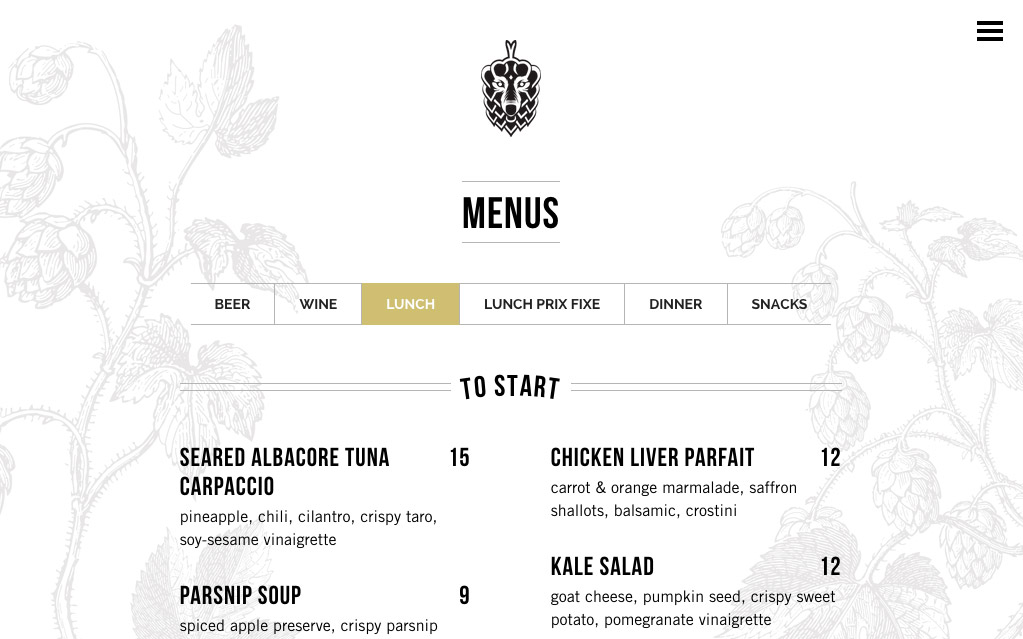 MENUS
BEER
WINE
LUNCH
LUNCH PRIX FIXE
DINNER
SNACKS
TO START
SEARED ALBACORE TUNA 15
CARPACCIO
pineapple, chili, cilantro, crispy taro,
soy-sesame vinaigrette
PARSNIP SOUP 9
spiced apple preserve, crispy parsnip
CHICKEN LIVER PARFAIT 12
carrot & orange marmalade, saffron
shallots, balsamic, crostini
KALE SALAD 12
goat cheese, pumpkin seed, crispy sweet
potato, pomegranate vinaigrette